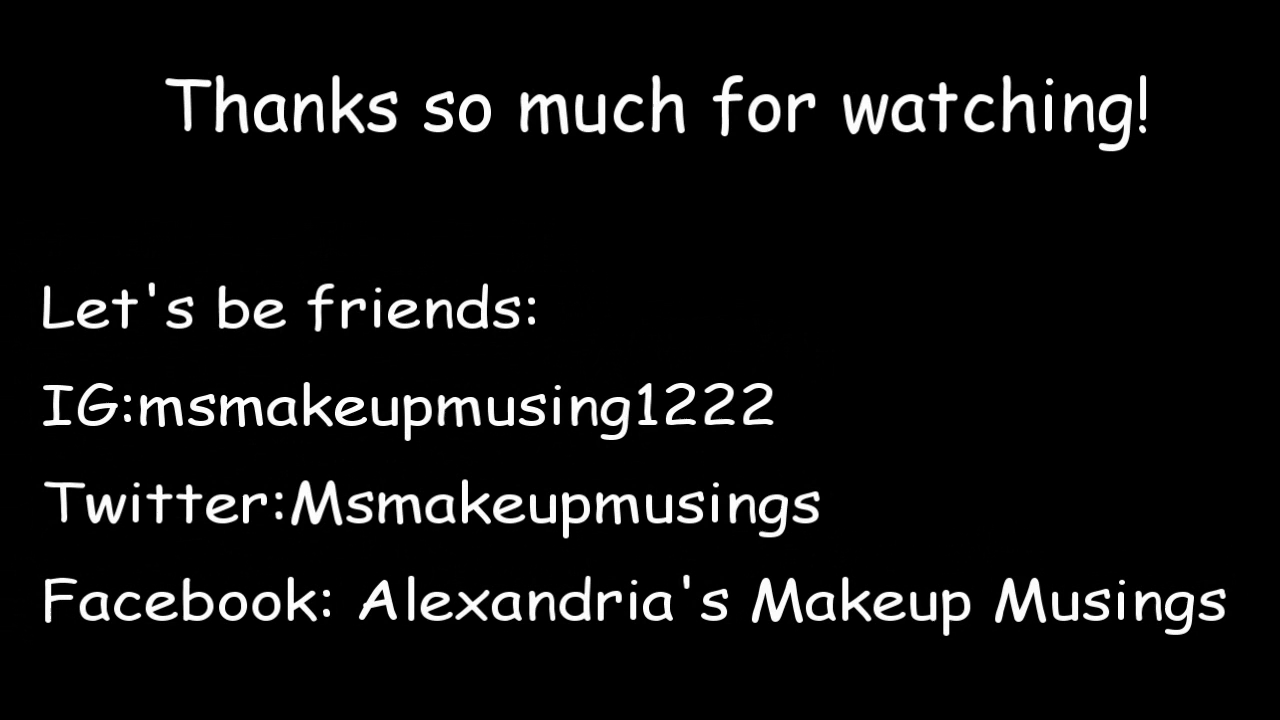 Thanks so much for watching!
Let's be friends:
IG:msmakeupmusing1222
Twitter:Msmakeupmusings
Facebook: Alexandria's Makeup Musings